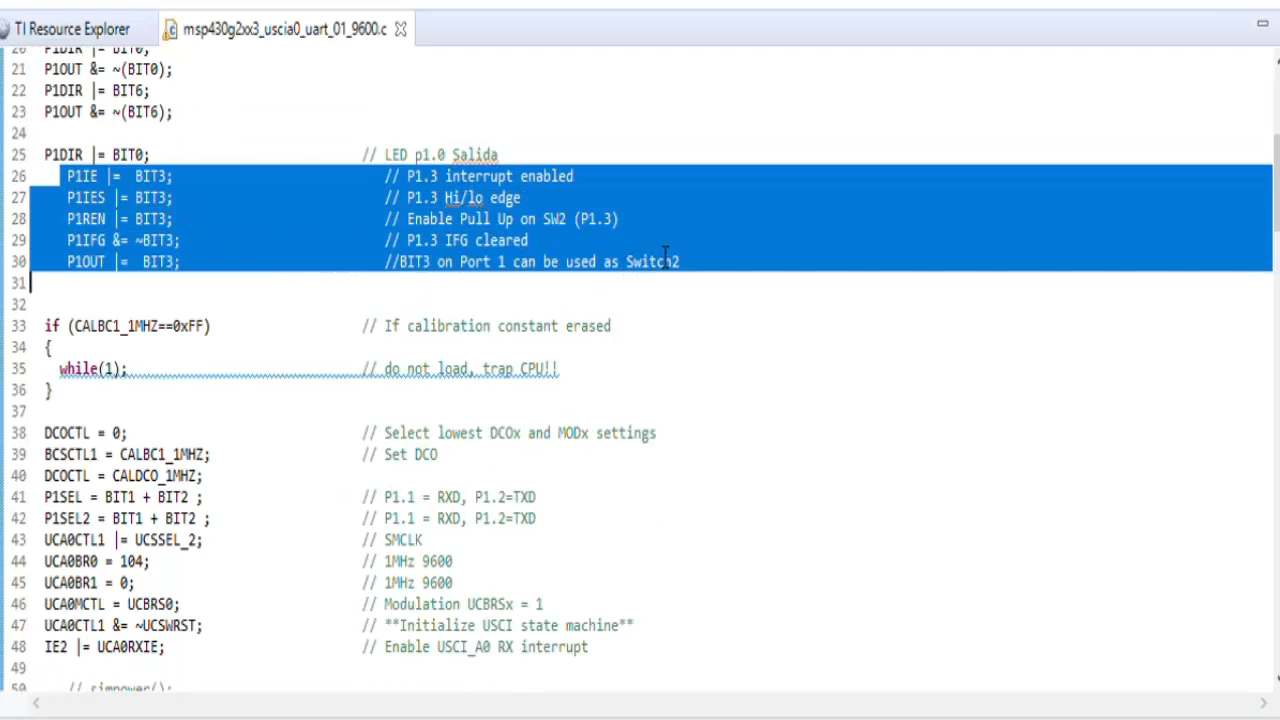 TI Resource Explorer msp430g2xx3_uscia0_uart_01_9600.c
20 P1DIR |= BIT0;
21 P1OUT &= ~(BIT0);
22 P1DIR |= BIT6;
23 P1OUT &= ~(BIT6);
24
25 P1DIR |= BIT0; // LED p1.0 Salida
26 P1IE |= BIT3; // P1.3 interrupt enabled
27 P1IES |= BIT3; // P1.3 Hi/lo edge
28 P1REN |= BIT3; // Enable Pull Up on SW2 (P1.3)
29 P1IFG &= ~BIT3; // P1.3 IFG cleared
30 P1OUT |= BIT3; //BIT3 on Port 1 can be used as Switch2
31
32
33 if (CALBC1_1MHZ==0xFF) // If calibration constant erased
34 {
35 while(1); // do not load, trap CPU!!
36 }
37
38 DCOCTL = 0; // Select lowest DCOx and MODx settings
39 BCSCTL1 = CALBC1_1MHZ; // Set DCO
40 DCOCTL = CALDCO_1MHZ;
41 P1SEL = BIT1 + BIT2 ; // P1.1 = RXD, P1.2=TXD
42 P1SEL2 = BIT1 + BIT2 ; // P1.1 = RXD, P1.2=TXD
43 UCA0CTL1 |= UCSSEL_2; // SMCLK
44 UCA0BR0 = 104; // 1MHz 9600
45 UCA0BR1 = 0; // 1MHz 9600
46 UCA0MCTL = UCBRS0; // Modulation UCBRSx = 1
47 UCA0CTL1 &= ~UCSWRST; // **Initialize USCI state machine**
48 IE2 |= UCA0RXIE; // Enable USCI_A0 RX interrupt
49
50 // simpower();